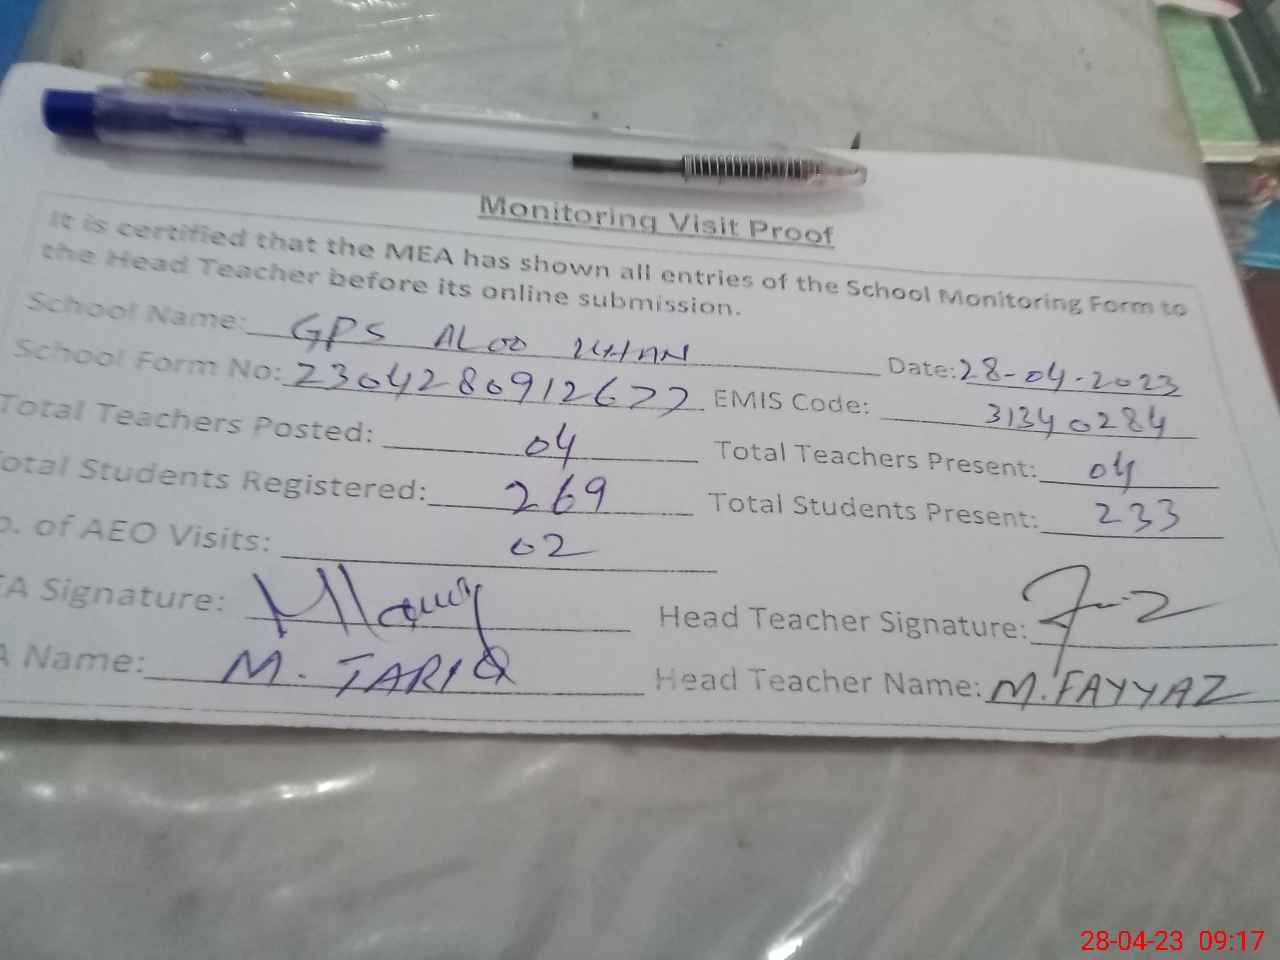 Monitoring Visit Proof
It is certified that the MEA has shown all entries of the School Monitoring Form to
the Head Teacher before its online submission.
School Name: GPS ALOO KHAN Date: 28-04-2023
School Form No: 230428091267​7 EMIS Code: 31340284
Total Teachers Posted: 04 Total Teachers Present: 04
Total Students Registered: 269 Total Students Present: 233
o. of AEO Visits: 02
EA Signature: Head Teacher Signature:
A Name: M. TARIQ Head Teacher Name: M. FAYYAZ
28-04-23 09:17